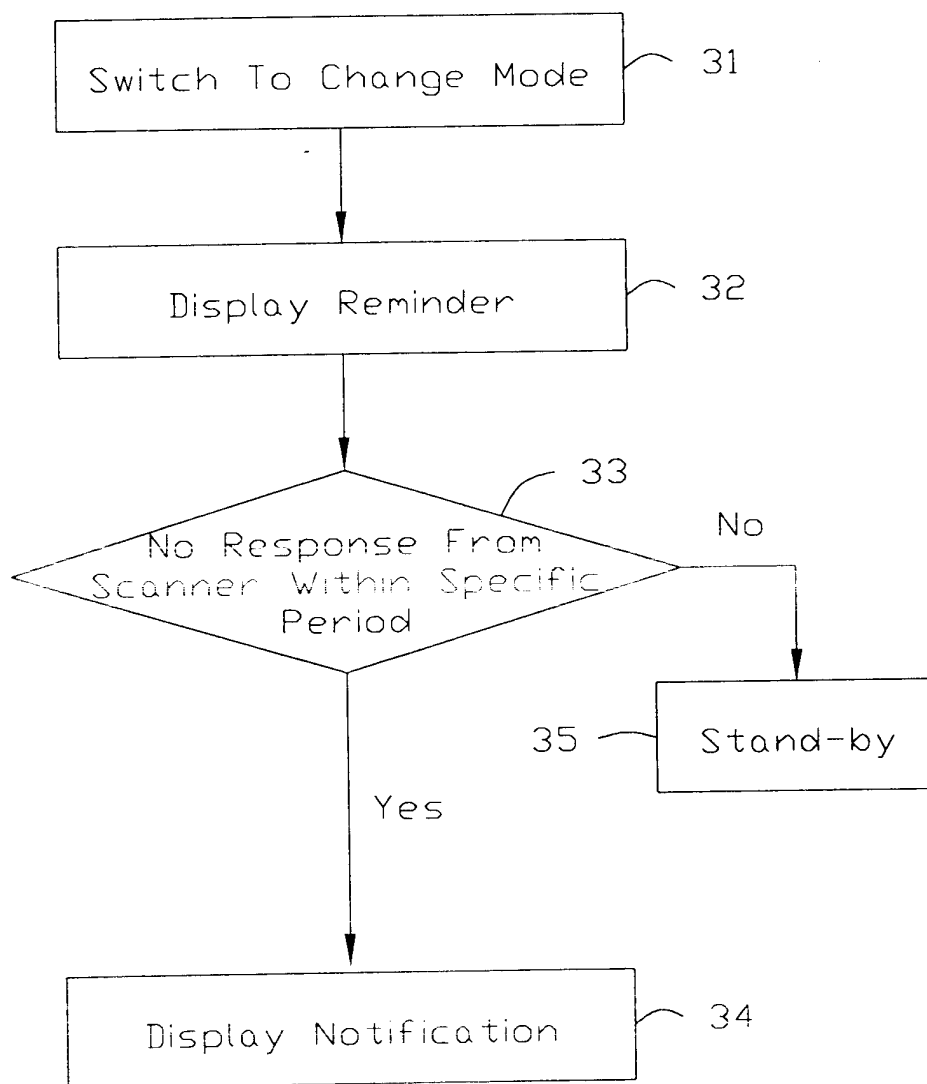 Switch To Change Mode
31
Display Reminder
32
33
No Response From
Scanner Within Specific
Period
No
35
Stand-by
Yes
Display Notification
34